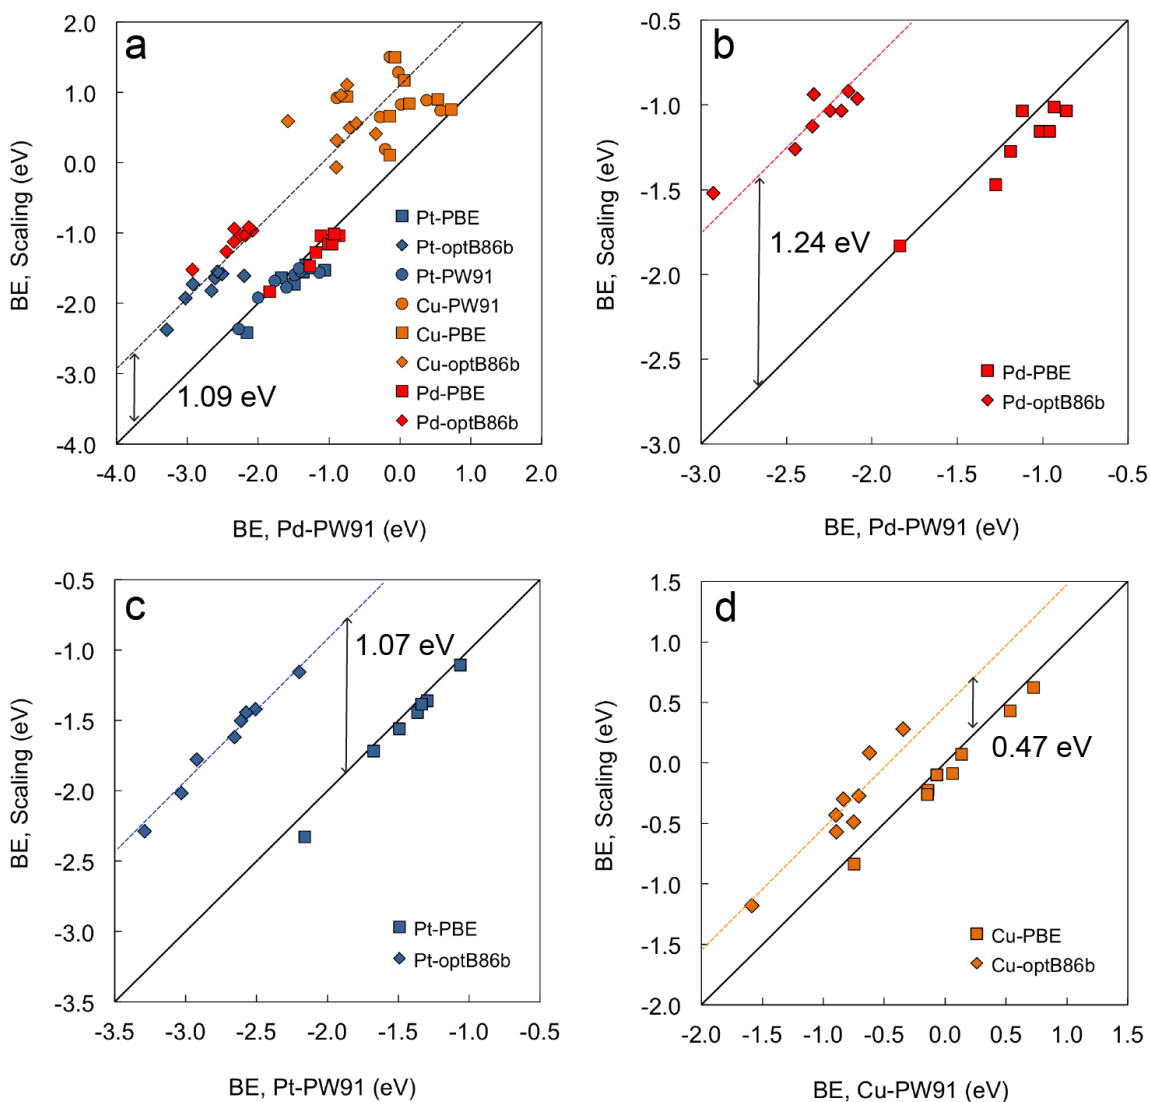 a
2.0
1.0
0.0
-1.0
-2.0
-3.0
-4.0
BE, Scaling (eV)
Pt-PBE
Pt-optB86b
Pt-PW91
Cu-PW91
Cu-PBE
Cu-optB86b
Pd-PBE
Pd-optB86b
1.09 eV
-4.0 -3.0 -2.0 -1.0 0.0 1.0 2.0
BE, Pd-PW91 (eV)
b
-0.5
-1.0
-1.5
-2.0
-2.5
-3.0
BE, Scaling (eV)
1.24 eV
Pd-PBE
Pd-optB86b
-3.0 -2.5 -2.0 -1.5 -1.0 -0.5
BE, Pd-PW91 (eV)
c
-0.5
-1.0
-1.5
-2.0
-2.5
-3.0
-3.5
BE, Scaling (eV)
1.07 eV
Pt-PBE
Pt-optB86b
-3.5 -3.0 -2.5 -2.0 -1.5 -1.0 -0.5
BE, Pt-PW91 (eV)
d
1.5
1.0
0.5
0.0
-0.5
-1.0
-1.5
-2.0
BE, Scaling (eV)
0.47 eV
Cu-PBE
Cu-optB86b
-2.0 -1.5 -1.0 -0.5 0.0 0.5 1.0 1.5
BE, Cu-PW91 (eV)